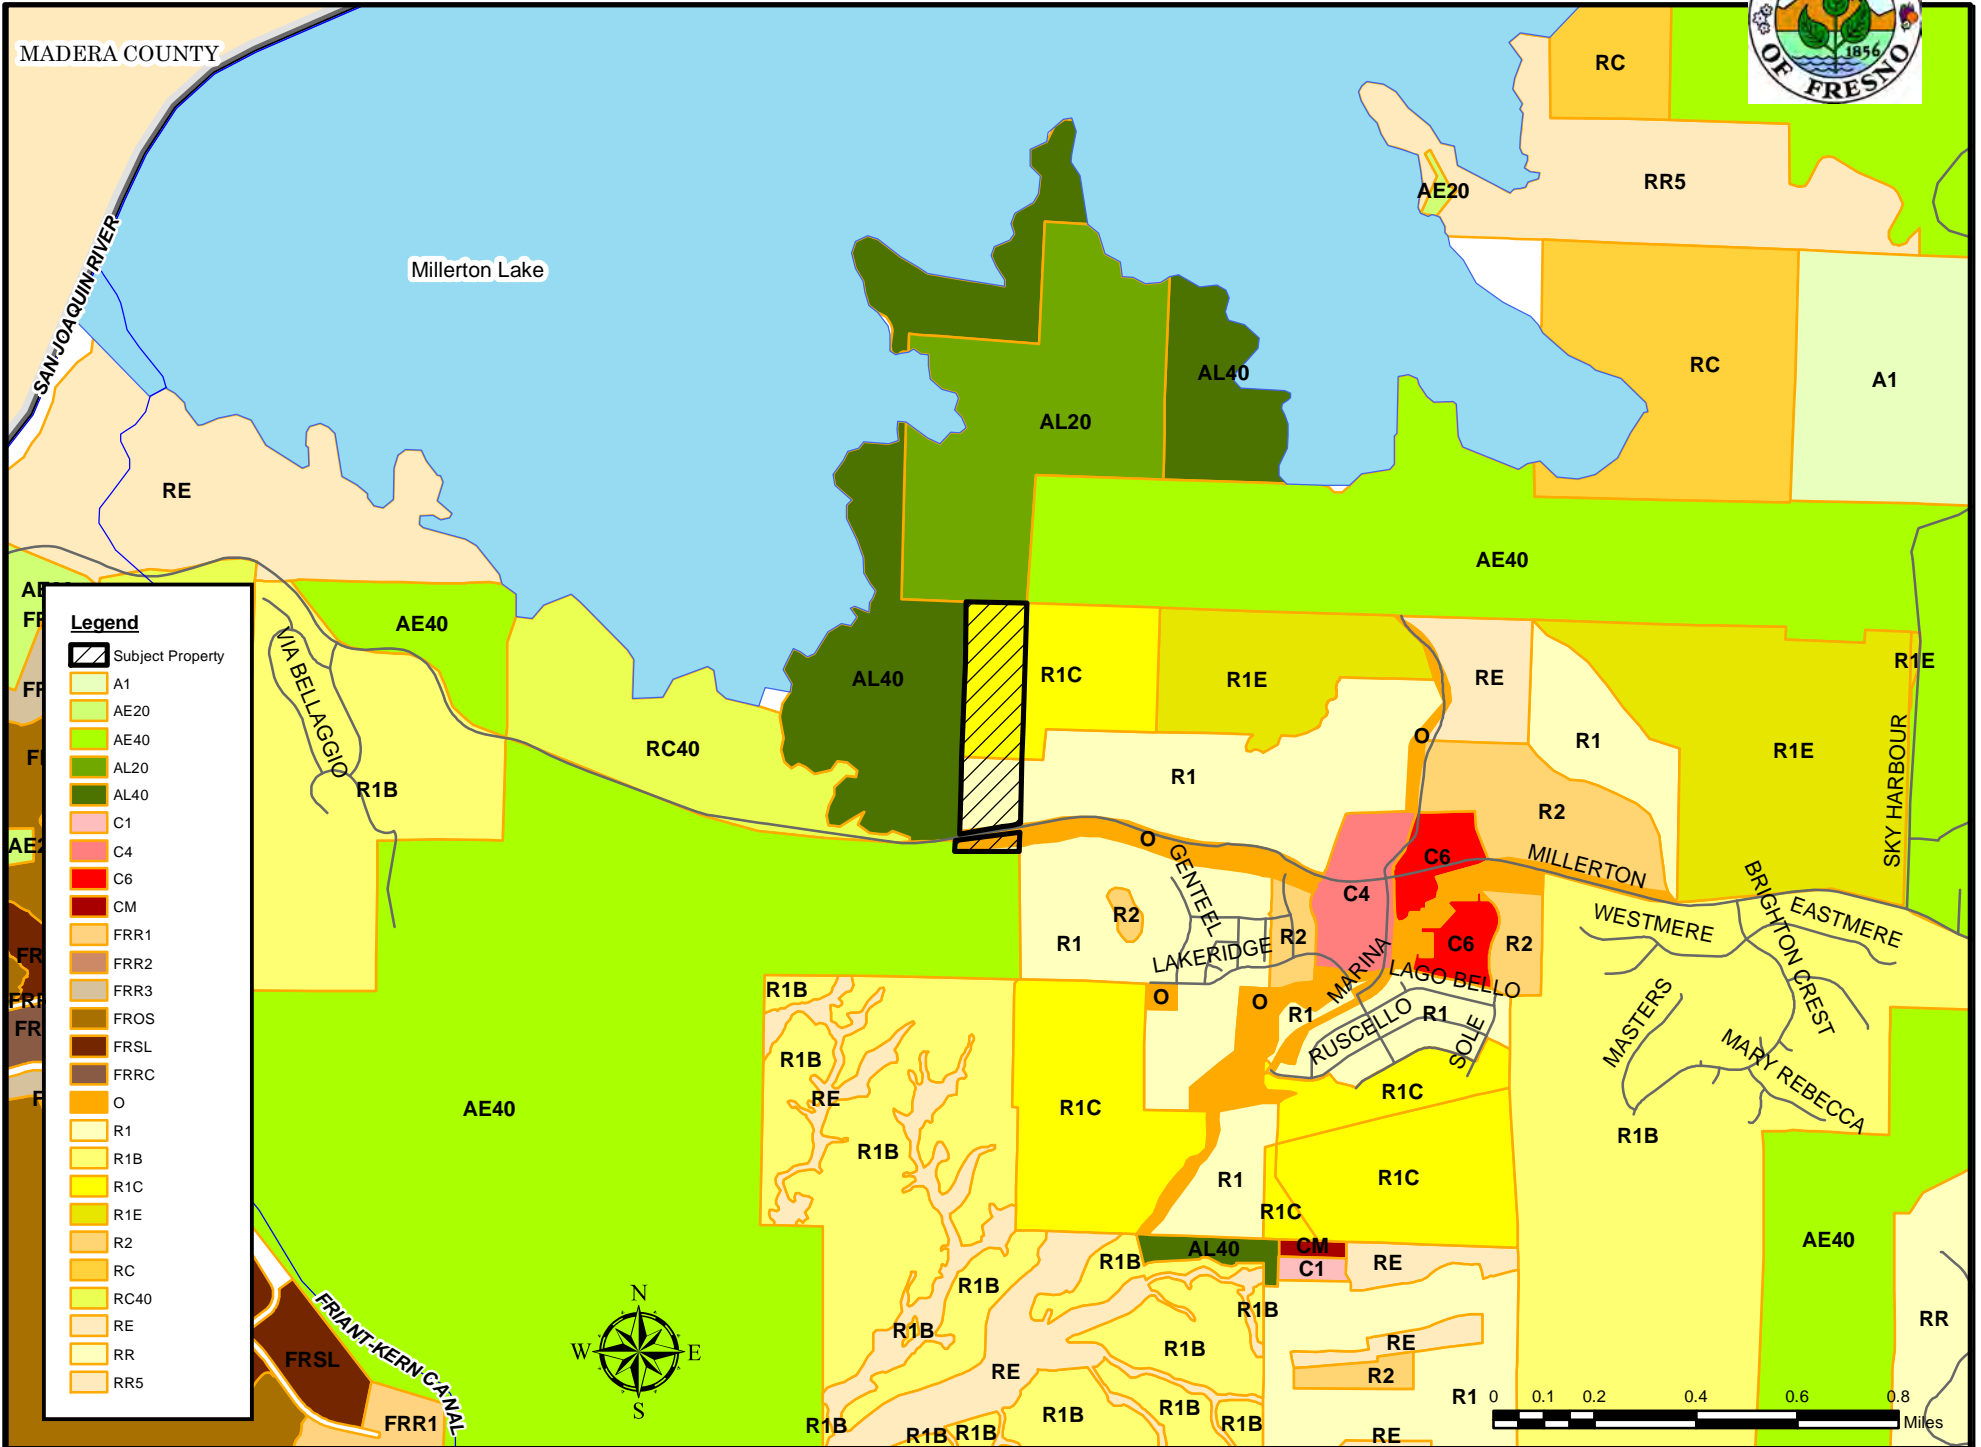 MADERA COUNTY
1856
OF FRESNO
RC
RR5
AE20
SAN JOAQUIN RIVER
Millerton Lake
AL40
RC
A1
AL20
RE
AE40
AE40
AL40
R1C
R1E
RE
R1E
R1
R1E
O
SKY HARBOUR
VIA BELLAGGIO
R1B
RC40
R1
R2
O
GENTEEL
C6
MILLERTON
BRIGHTON CREST
C4
WESTMERE
EASTMERE
R2
R1
LAKERIDGE
R2
C6
R2
MARINA
LAGO BELLO
R1B
O
O
R1
RUSCELLO
R1
SOLE
MASTERS
MARY REBECCA
R1B
RE
AE40
R1C
R1C
R1B
R1B
R1
R1C
R1C
AE40
AL40
CM
C1
RE
R1B
R1B
R1B
R1B
RE
R1B
RE
R2
R1
RR
FRIANT-KERN CANAL
FRSL
FRR1
R1B
R1B
R1B
R1B
R1B
R1B
RE
N
W E
S
Legend
Subject Property
A1
AE20
AE40
AL20
AL40
C1
C4
C6
CM
FRR1
FRR2
FRR3
FROS
FRSL
FRRC
O
R1
R1B
R1C
R1E
R2
RC
RC40
RE
RR
RR5
0 0.1 0.2 0.4 0.6 0.8
Miles